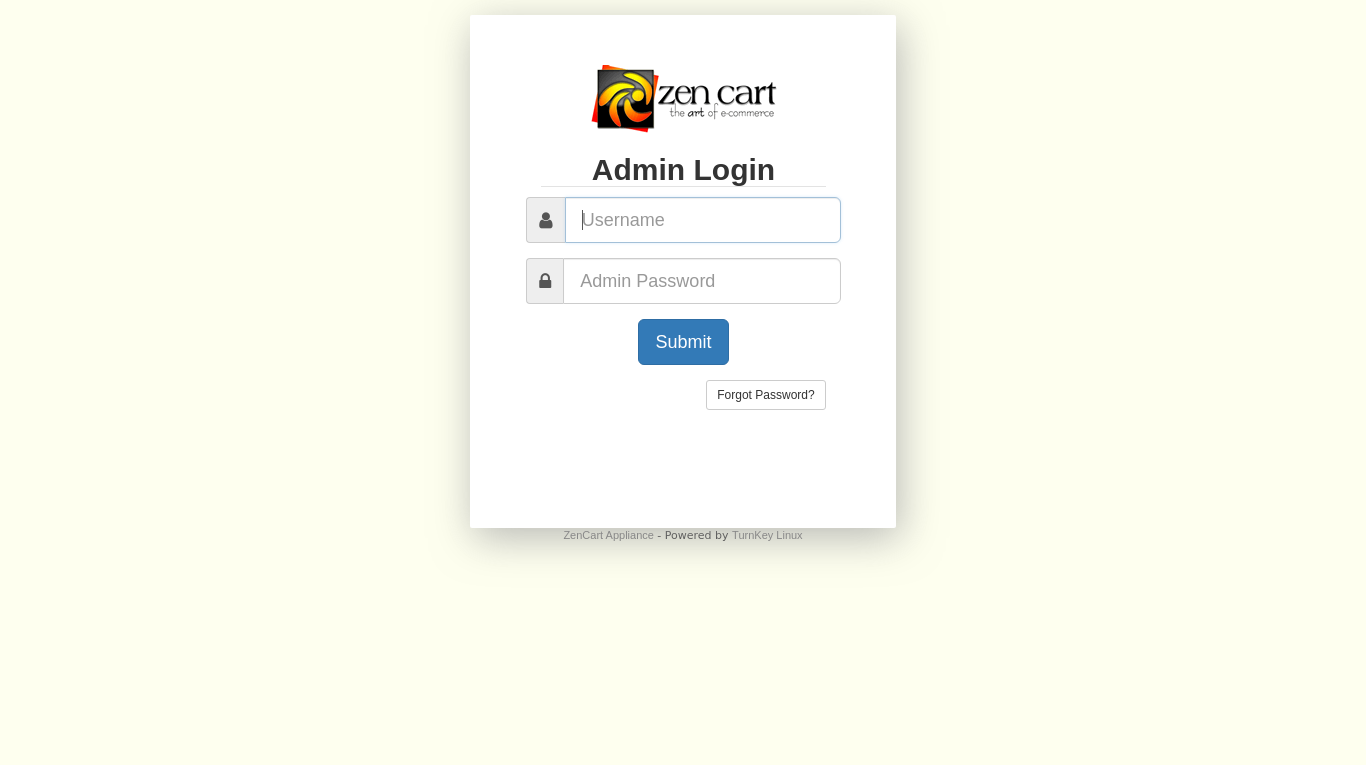 zen cart
the art of e-commerce
Admin Login
Username
Admin Password
Submit
Forgot Password?
ZenCart Appliance - Powered by TurnKey Linux